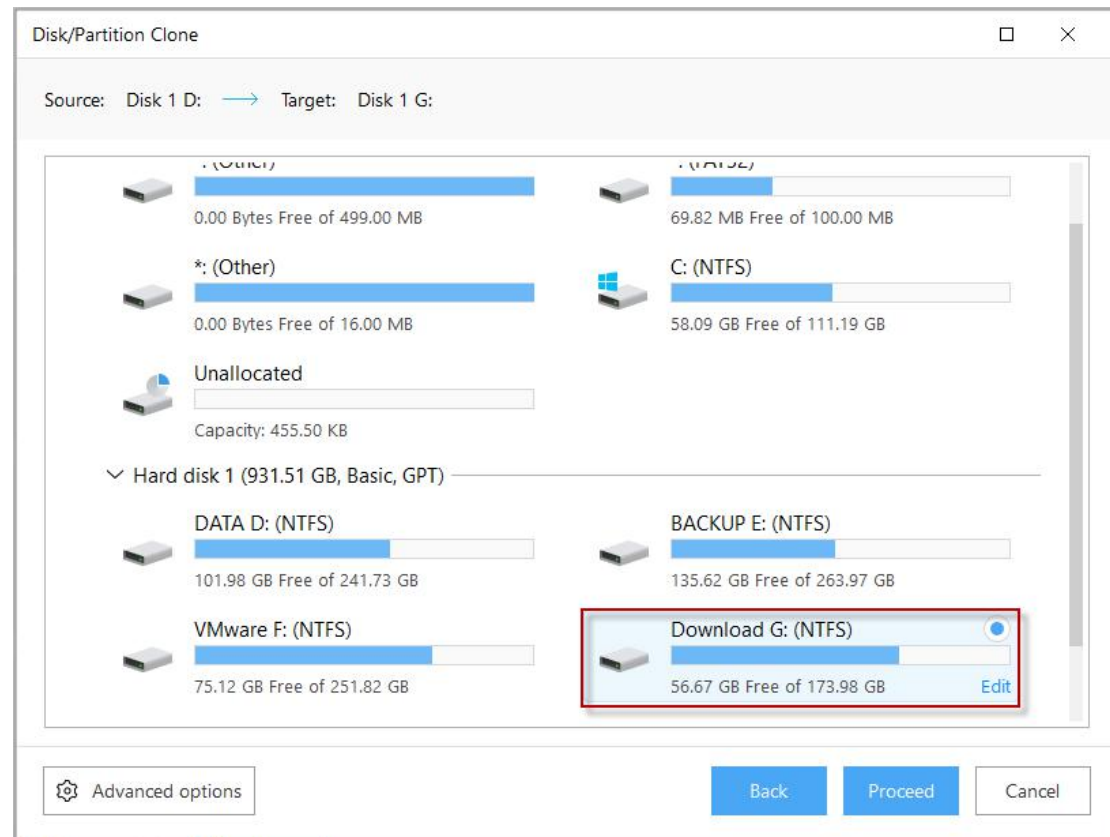 Disk/Partition Clone
Source: Disk 1 D: Target: Disk 1 G:
0.00 Bytes Free of 499.00 MB
69.82 MB Free of 100.00 MB
*: (Other)
C: (NTFS)
0.00 Bytes Free of 16.00 MB
58.09 GB Free of 111.19 GB
Unallocated
Capacity: 455.50 KB
Hard disk 1 (931.51 GB, Basic, GPT)
DATA D: (NTFS)
BACKUP E: (NTFS)
101.98 GB Free of 241.73 GB
135.62 GB Free of 263.97 GB
VMware F: (NTFS)
Download G: (NTFS)
75.12 GB Free of 251.82 GB
56.67 GB Free of 173.98 GB Edit
Advanced options Back Proceed Cancel